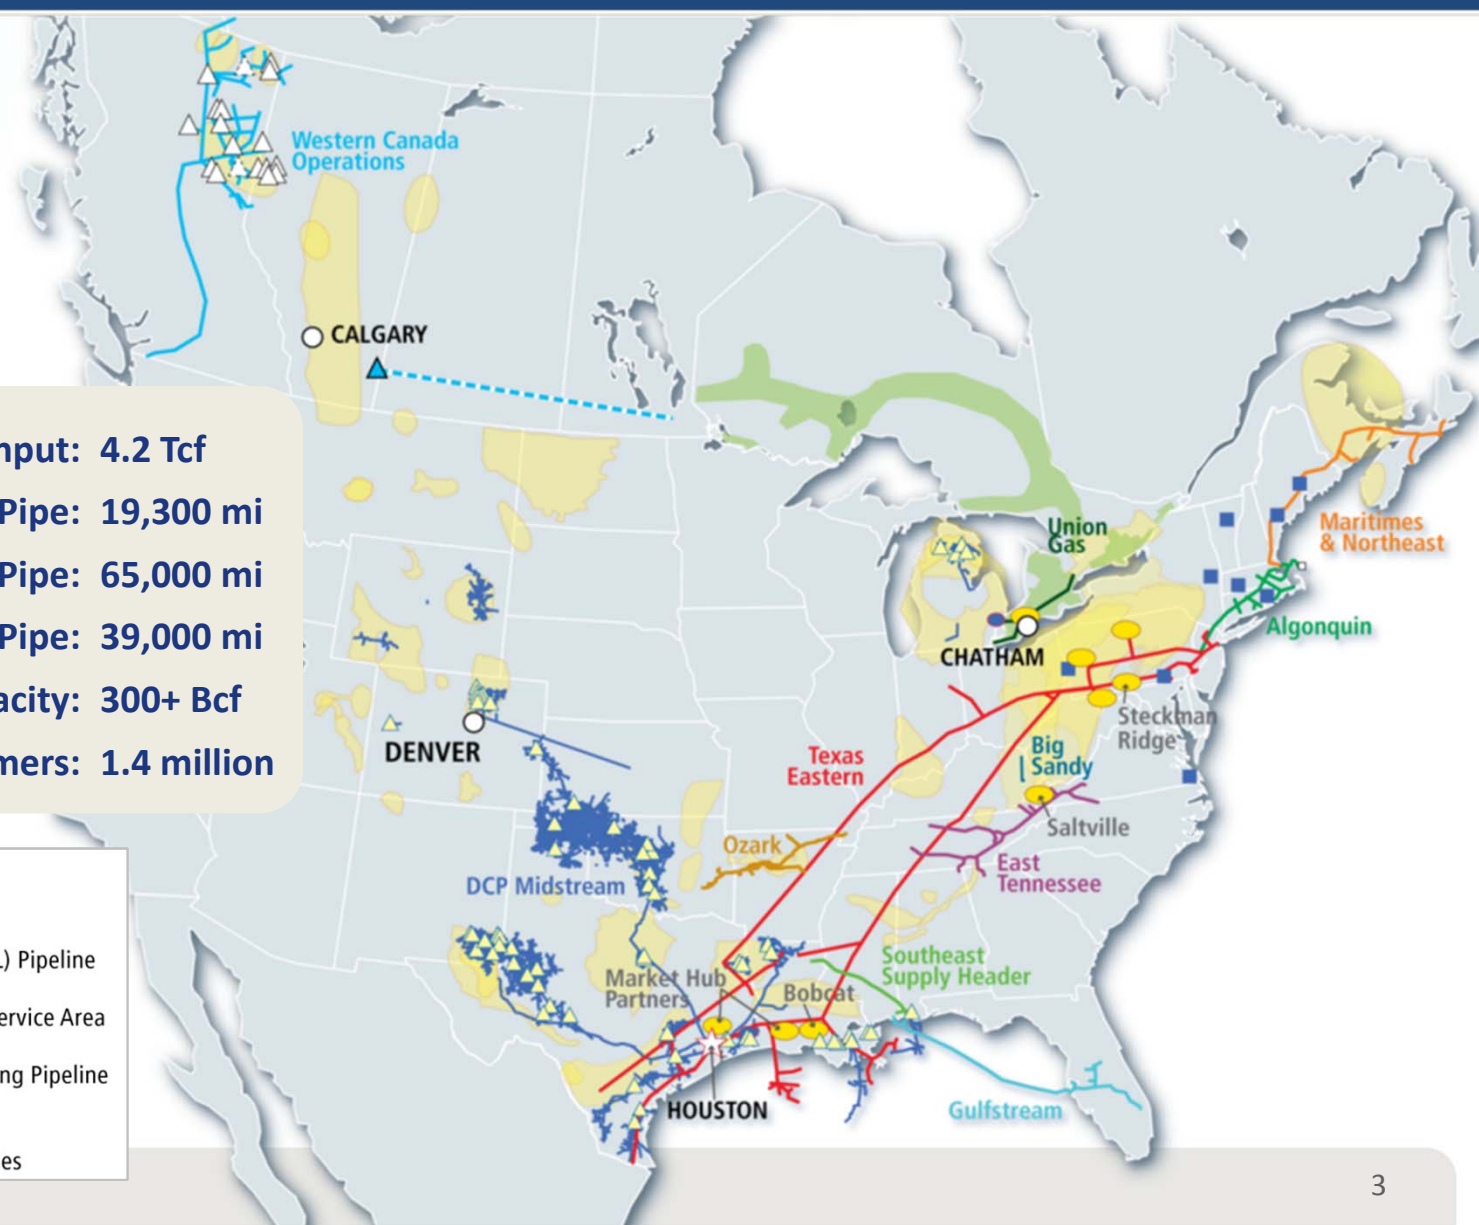 Western Canada
Operations
CALGARY
nput: 4.2 Tcf
Pipe: 19,300 mi
Pipe: 65,000 mi
Pipe: 39,000 mi
acity: 300+ Bcf
mers: 1.4 million
Union
Gas
Maritimes
& Northeast
Algonquin
CHATHAM
Steckman
Ridge
DENVER
Texas
Eastern
Big
Sandy
Saltville
Ozark
East
Tennessee
DCP Midstream
Southeast
Supply Header
Market Hub
Partners
Bobcat
HOUSTON
Gulfstream
L) Pipeline
ervice Area
ng Pipeline
es
3